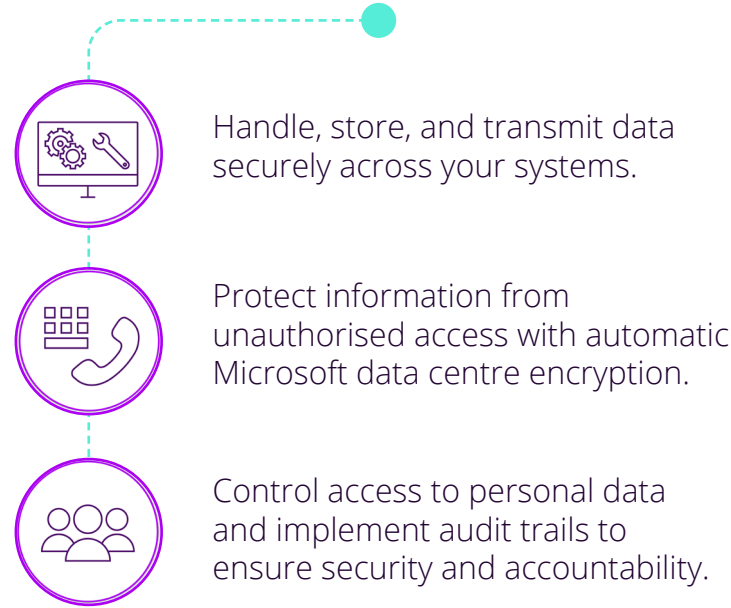 Handle, store, and transmit data
securely across your systems.
Protect information from
unauthorised access with automatic
Microsoft data centre encryption.
Control access to personal data
and implement audit trails to
ensure security and accountability.